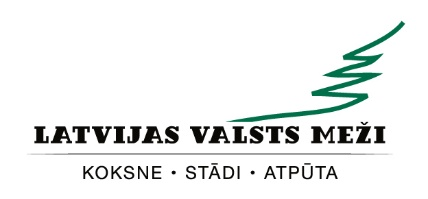 LATVIJAS VALSTS MEŽI
KOKSNE • STĀDI • ATPŪTA